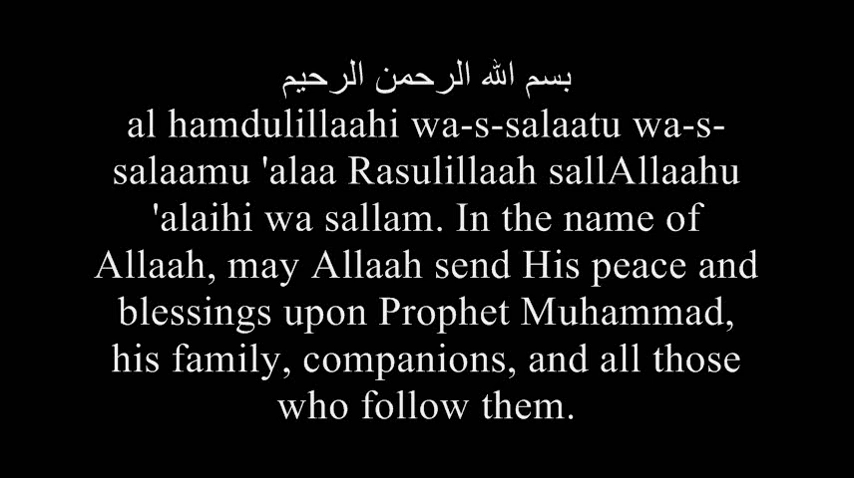 بسم الله الرحمن الرحيم
al hamdulillaahi wa-s-salaatu wa-s-
salaamu 'alaa Rasulillaah sallAllaahu
'alaihi wa sallam. In the name of
Allaah, may Allaah send His peace and
blessings upon Prophet Muhammad,
his family, companions, and all those
who follow them.